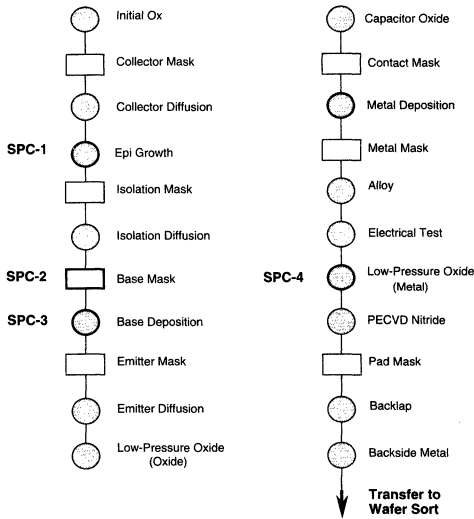 Initial Ox
Collector Mask
Collector Diffusion
SPC-1 Epi Growth
Isolation Mask
Isolation Diffusion
SPC-2 Base Mask
SPC-3 Base Deposition
Emitter Mask
Emitter Diffusion
Low-Pressure Oxide
(Oxide)
Capacitor Oxide
Contact Mask
Metal Deposition
Metal Mask
Alloy
Electrical Test
SPC-4 Low-Pressure Oxide
(Metal)
PECVD Nitride
Pad Mask
Backlap
Backside Metal
Transfer to
Wafer Sort